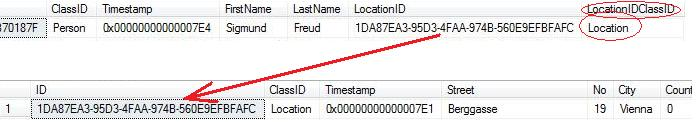 ClassID Timestamp FirstName LastName LocationID LocationIDClassID
370187F Person 0x00000000000007E4 Sigmund Freud 1DA87EA3-95D3-4FAA-974B-560E9EFBFAFC Location
ID ClassID Timestamp Street No City Count
1 1DA87EA3-95D3-4FAA-974B-560E9EFBFAFC Location 0x00000000000007E1 Berggasse 19 Vienna 0